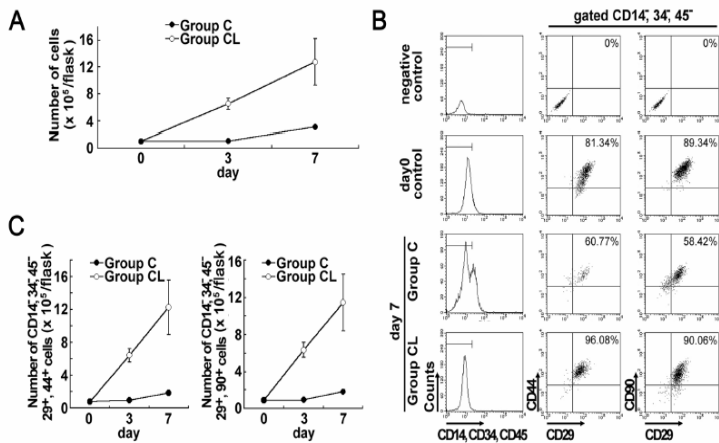 A
Group C
Group CL
Number of cells
(x 10⁵/flask)
16
12
8
4
0
0
3
7
day
B
gated CD14⁻, 34⁻, 45⁻
negative
control
0%
0%
day0
control
81.34%
89.34%
day 7
Group C
60.77%
58.42%
Group CL
96.08%
90.06%
Counts
CD14, CD34, CD45
CD44
CD29
CD90
CD29
C
Group C
Group CL
Number of CD14⁻, 34⁻, 45⁻
29⁺, 44⁺ cells (x 10⁵/flask)
16
12
8
4
0
0
3
7
day
Group C
Group CL
Number of CD14⁻, 34⁻, 45⁻
29⁺, 90⁺ cells (x 10⁵/flask)
16
12
8
4
0
0
3
7
day